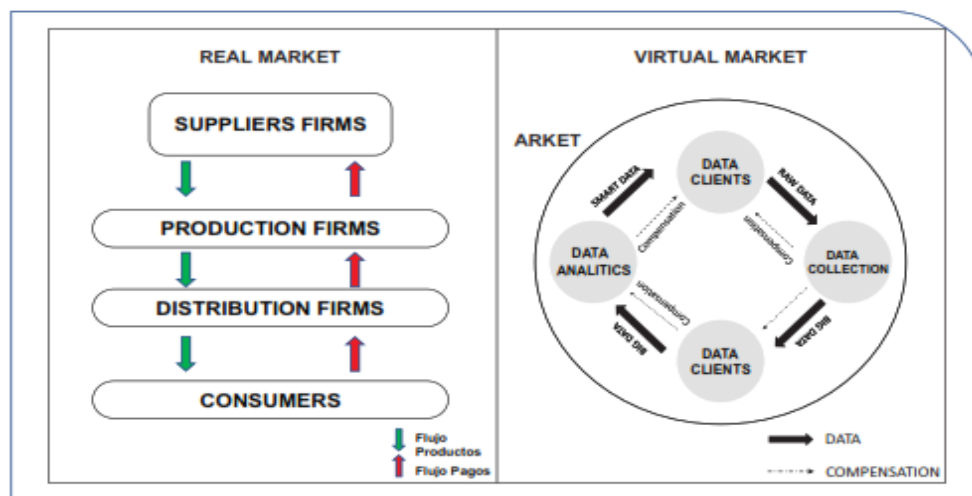 REAL MARKET
SUPPLIERS FIRMS
PRODUCTION FIRMS
DISTRIBUTION FIRMS
CONSUMERS
Flujo
Productos
Flujo Pagos
VIRTUAL MARKET
ARKET
DATA
CLIENTS
SMART DATA
RAW DATA
Compensation
Compensation
DATA
ANALITICS
DATA
COLLECTION
Compensation
BIG DATA
BIG DATA
DATA
CLIENTS
DATA
COMPENSATION